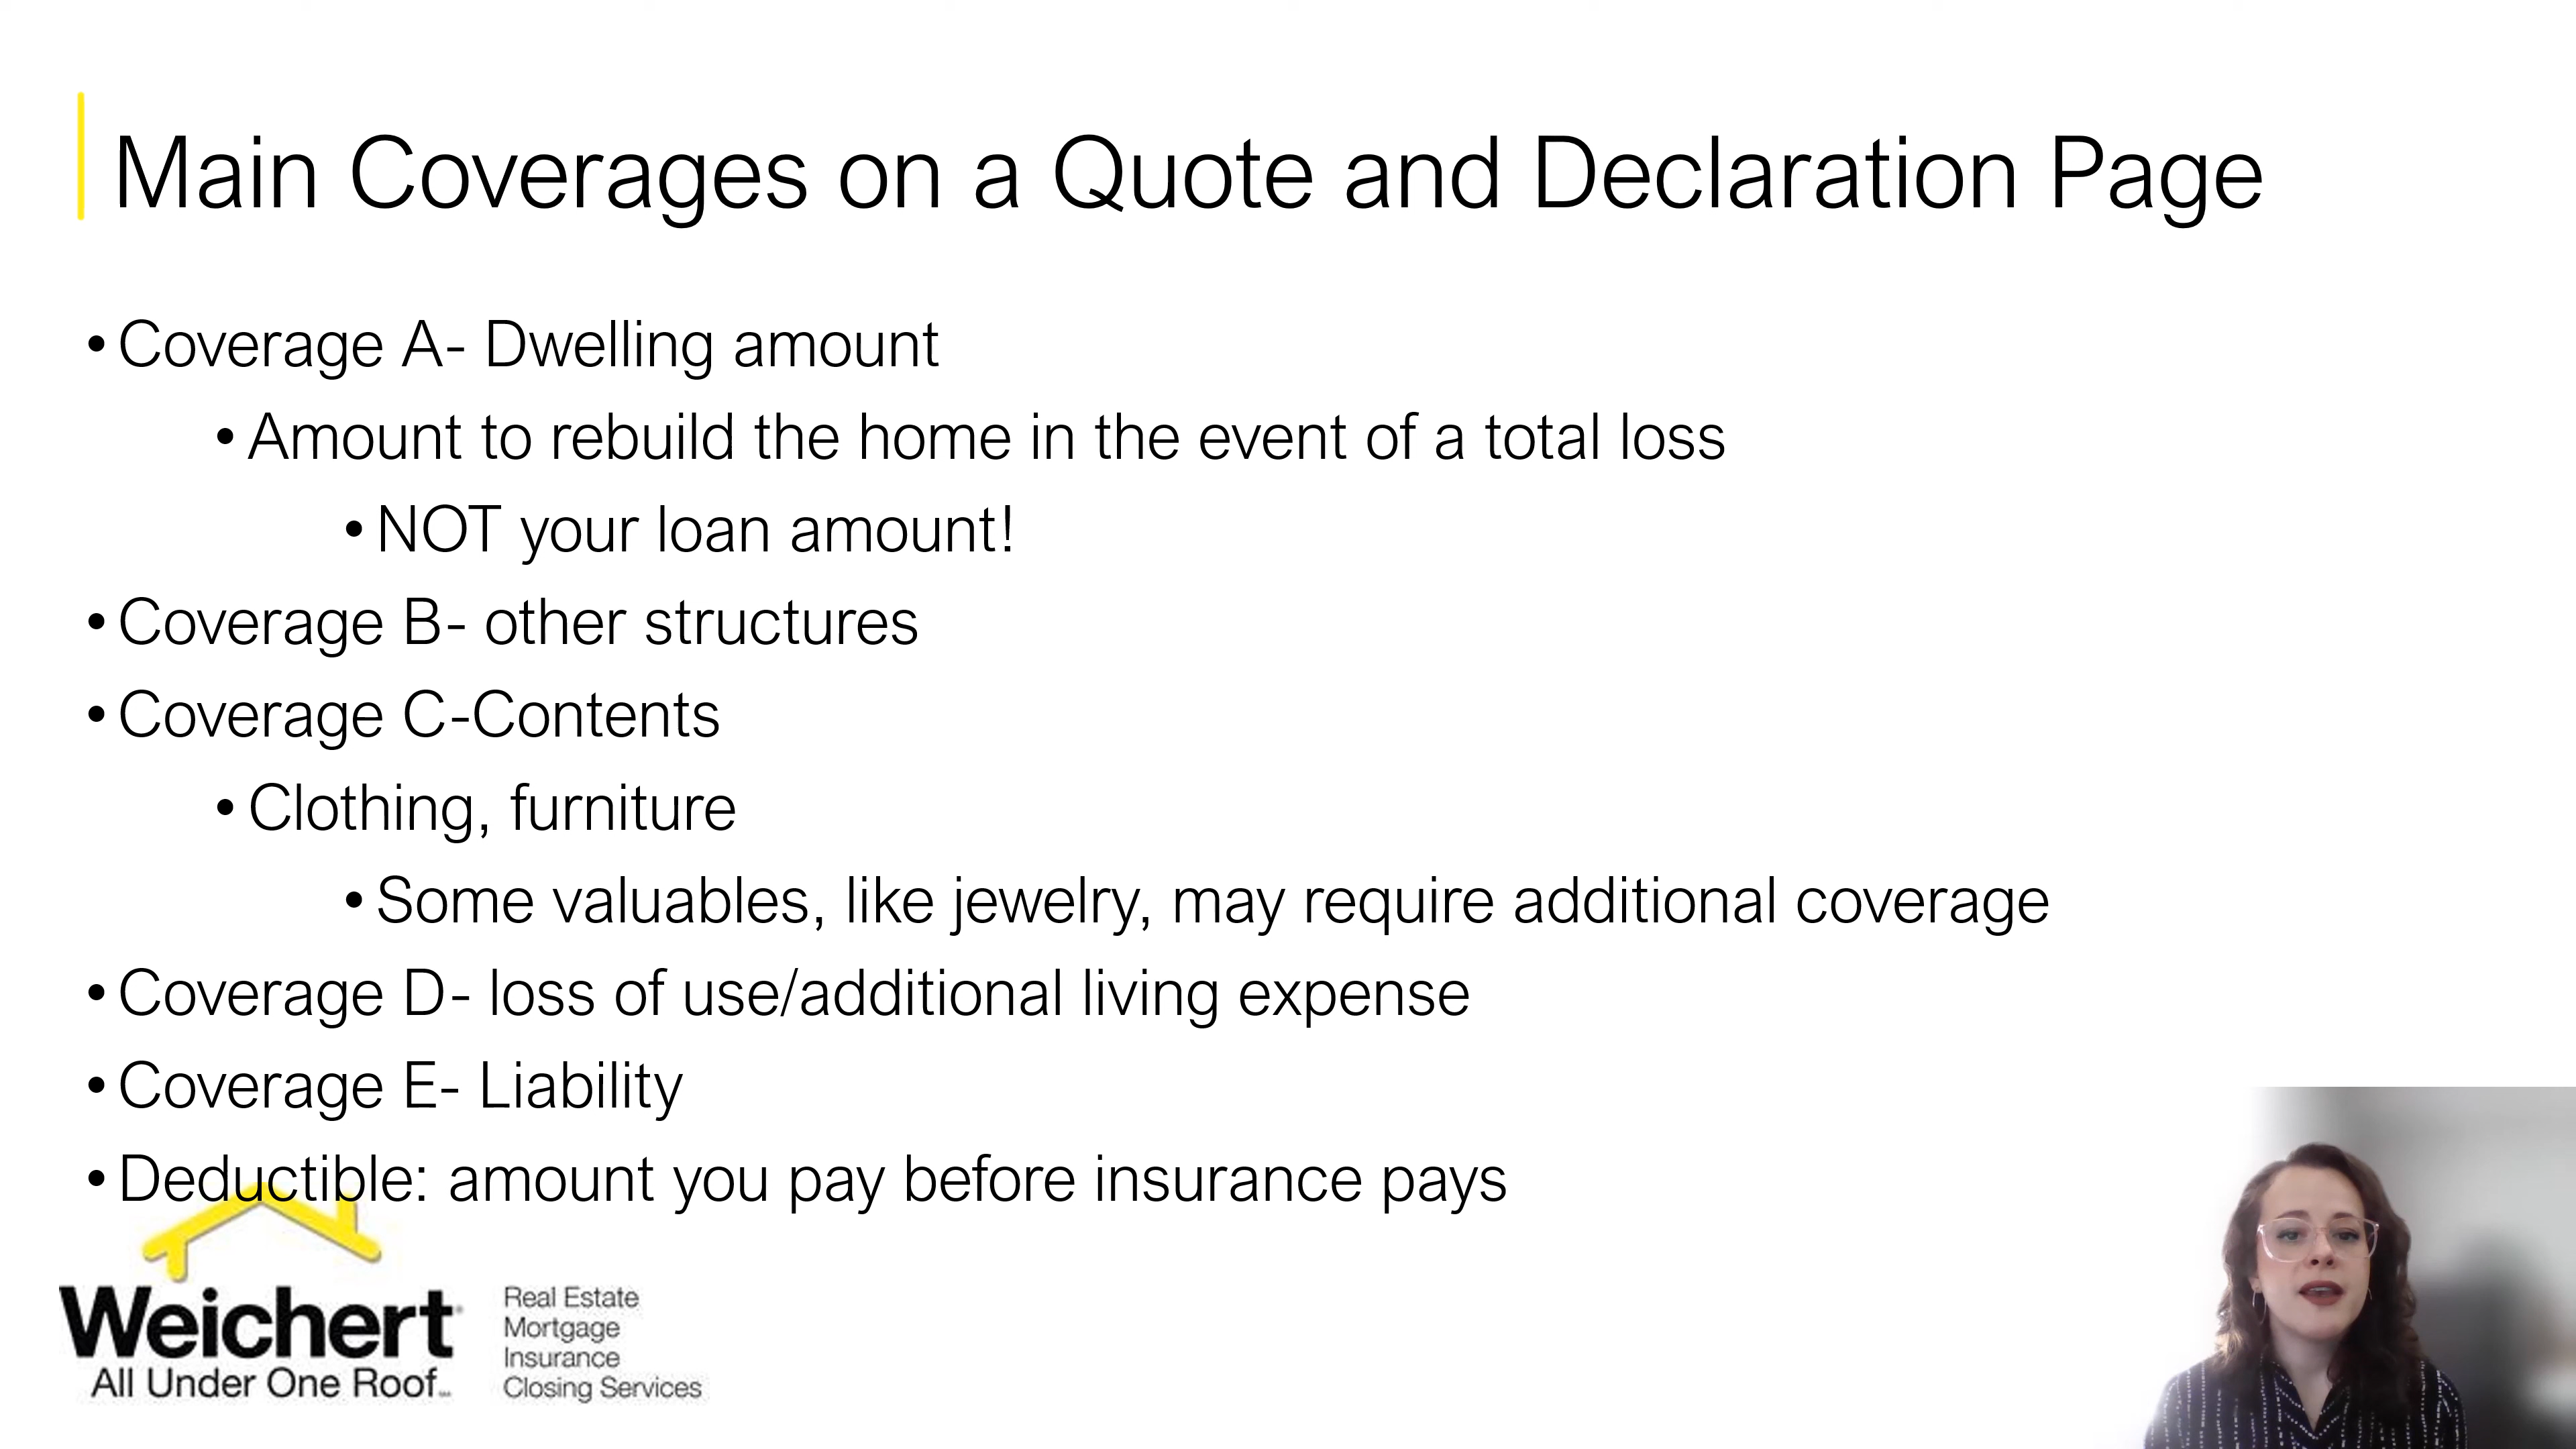 Main Coverages on a Quote and Declaration Page
• Coverage A- Dwelling amount
• Amount to rebuild the home in the event of a total loss
• NOT your loan amount!
• Coverage B- other structures
• Coverage C-Contents
• Clothing, furniture
• Some valuables, like jewelry, may require additional coverage
• Coverage D- loss of use/additional living expense
• Coverage E- Liability
• Deductible: amount you pay before insurance pays
Weichert
All Under One Roof
Real Estate
Mortgage
Insurance
Closing Services